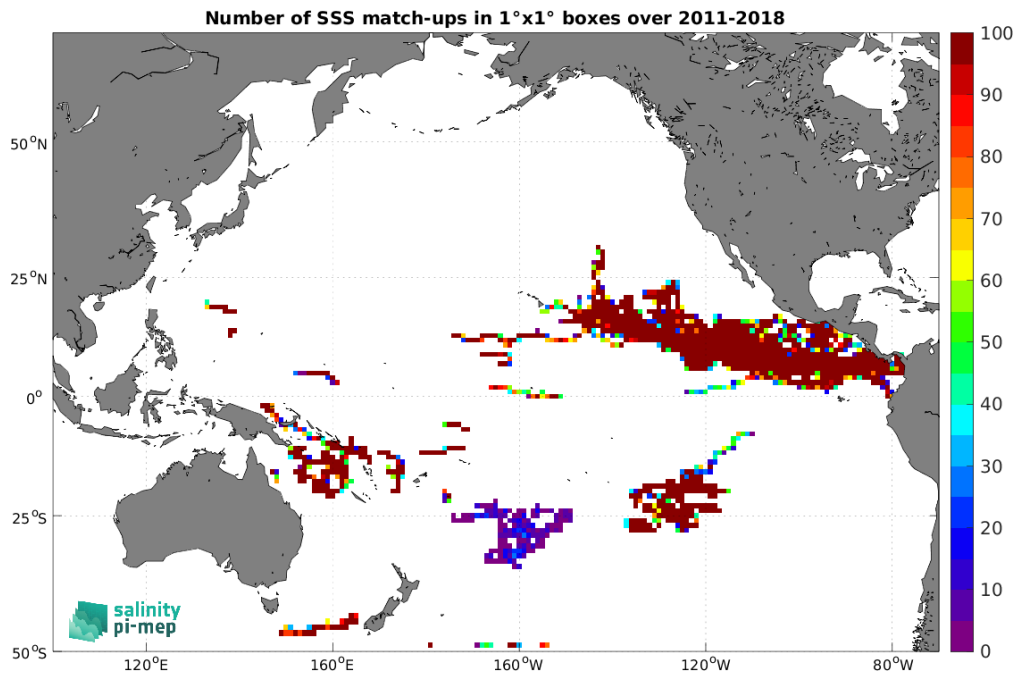 Number of SSS match-ups in 1°x1° boxes over 2011-2018
100
90
80
70
60
50
40
30
20
10
0
50°N
25°N
0°
25°S
50°S
120°E
160°E
160°W
120°W
80°W
salinity
pi-mep